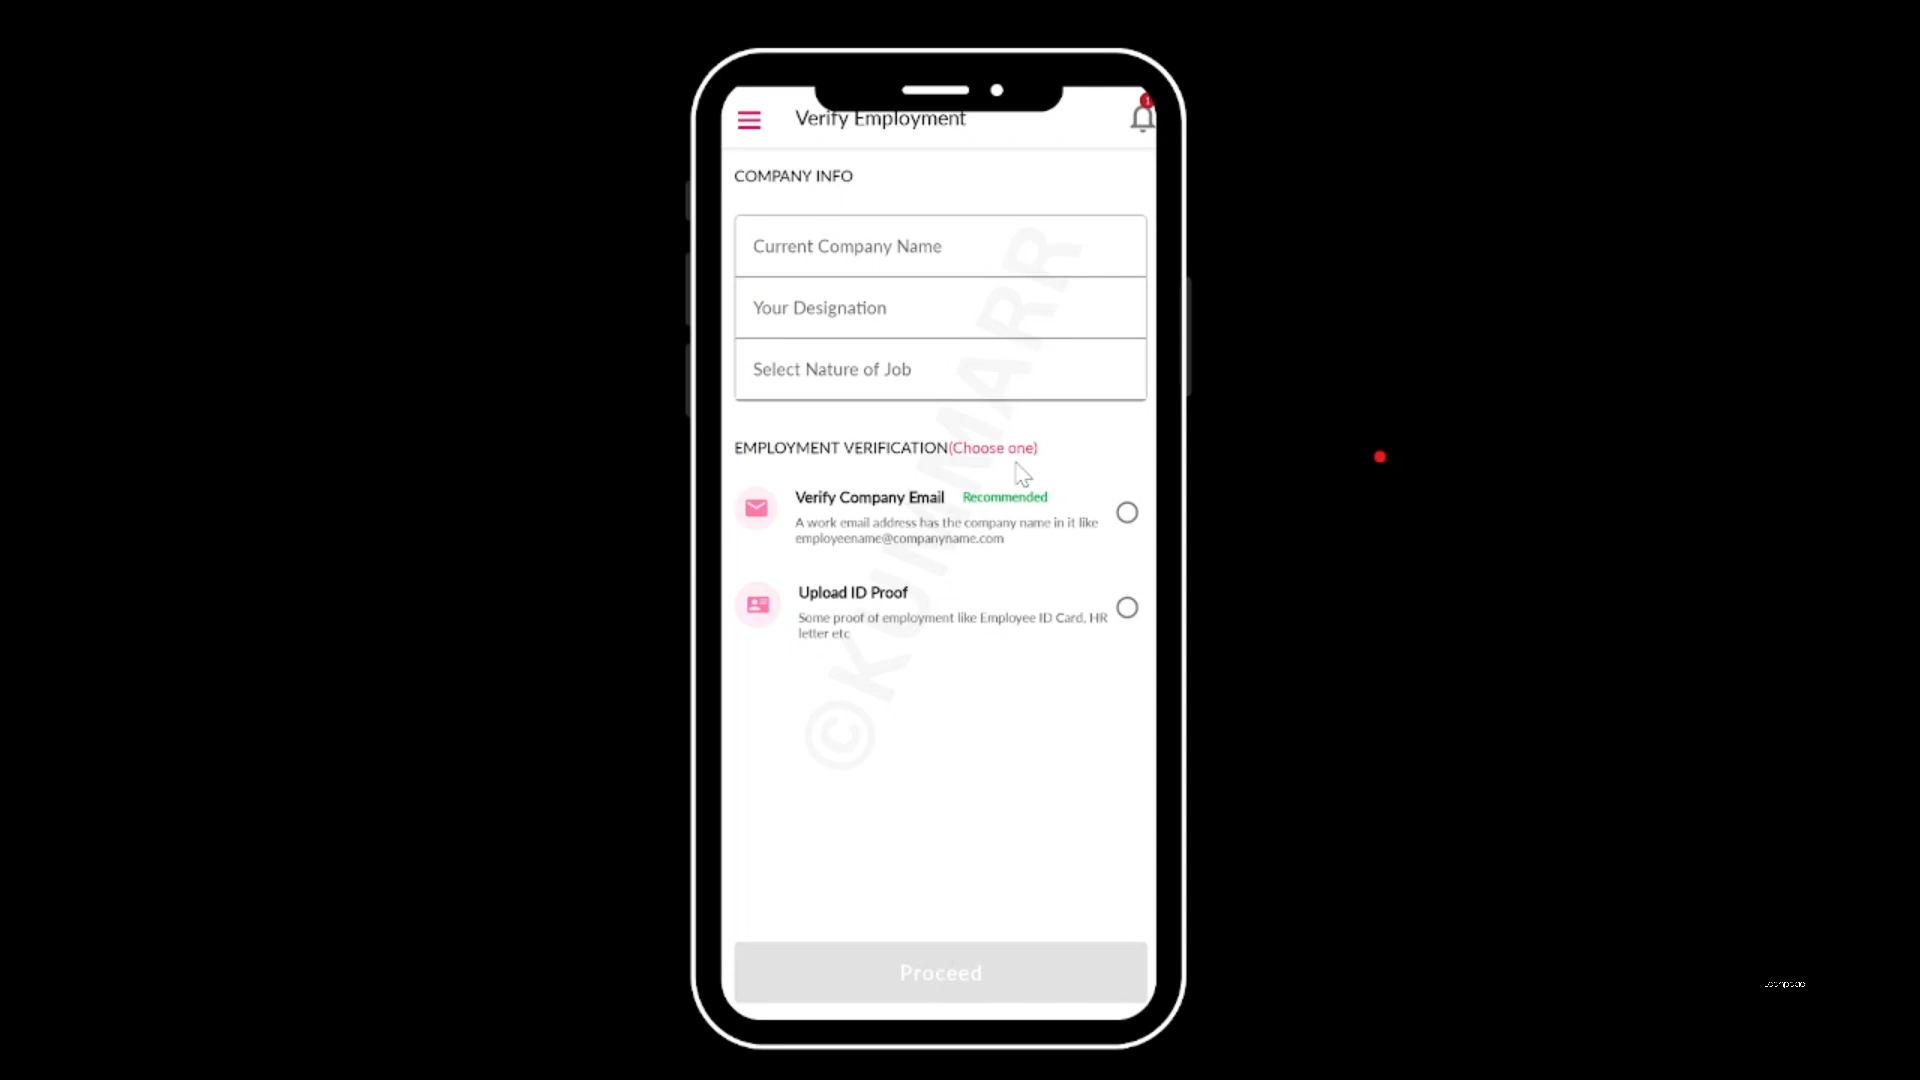 Verify Employment
1
COMPANY INFO
Current Company Name
Your Designation
Select Nature of Job
EMPLOYMENT VERIFICATION(Choose one)
Verify Company Email Recommended
A work email address has the company name in it like
employeename@companyname.com
Upload ID Proof
Some proof of employment like Employee ID Card, HR
letter etc
©KUMMARR
Proceed